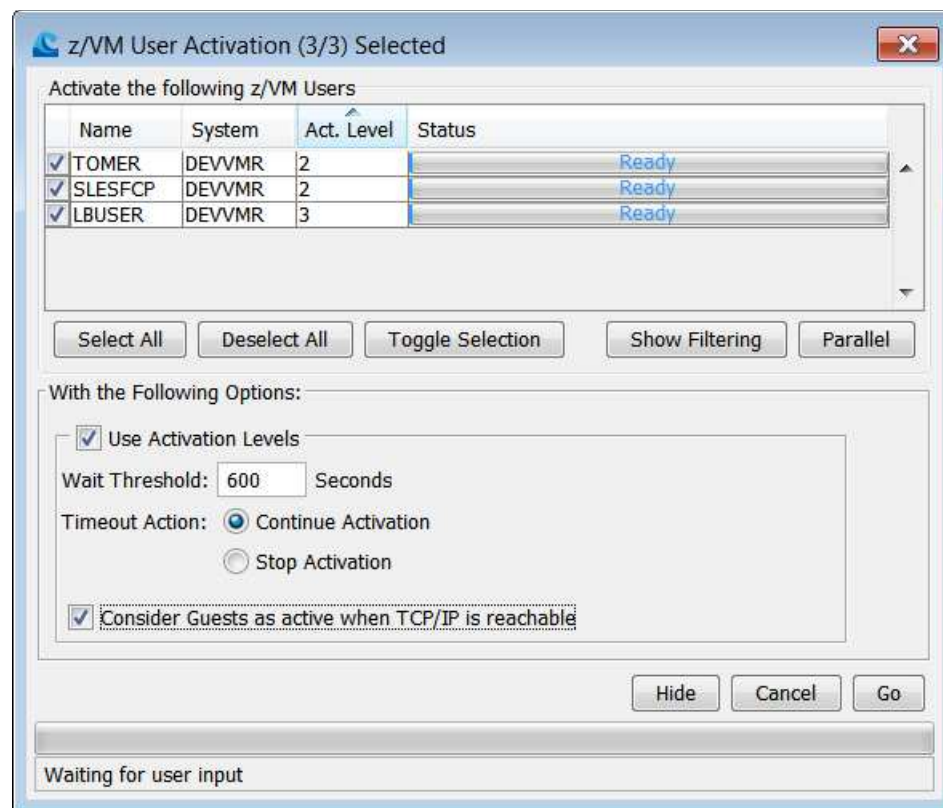 z/VM User Activation (3/3) Selected
Activate the following z/VM Users
Name System Act. Level Status
TOMER DEVVMR 2 Ready
SLESFCP DEVVMR 2 Ready
LBUSER DEVVMR 3 Ready
Select All Deselect All Toggle Selection Show Filtering Parallel
With the Following Options:
Use Activation Levels
Wait Threshold: 600 Seconds
Timeout Action: Continue Activation
Stop Activation
Consider Guests as active when TCP/IP is reachable
Hide Cancel Go
Waiting for user input